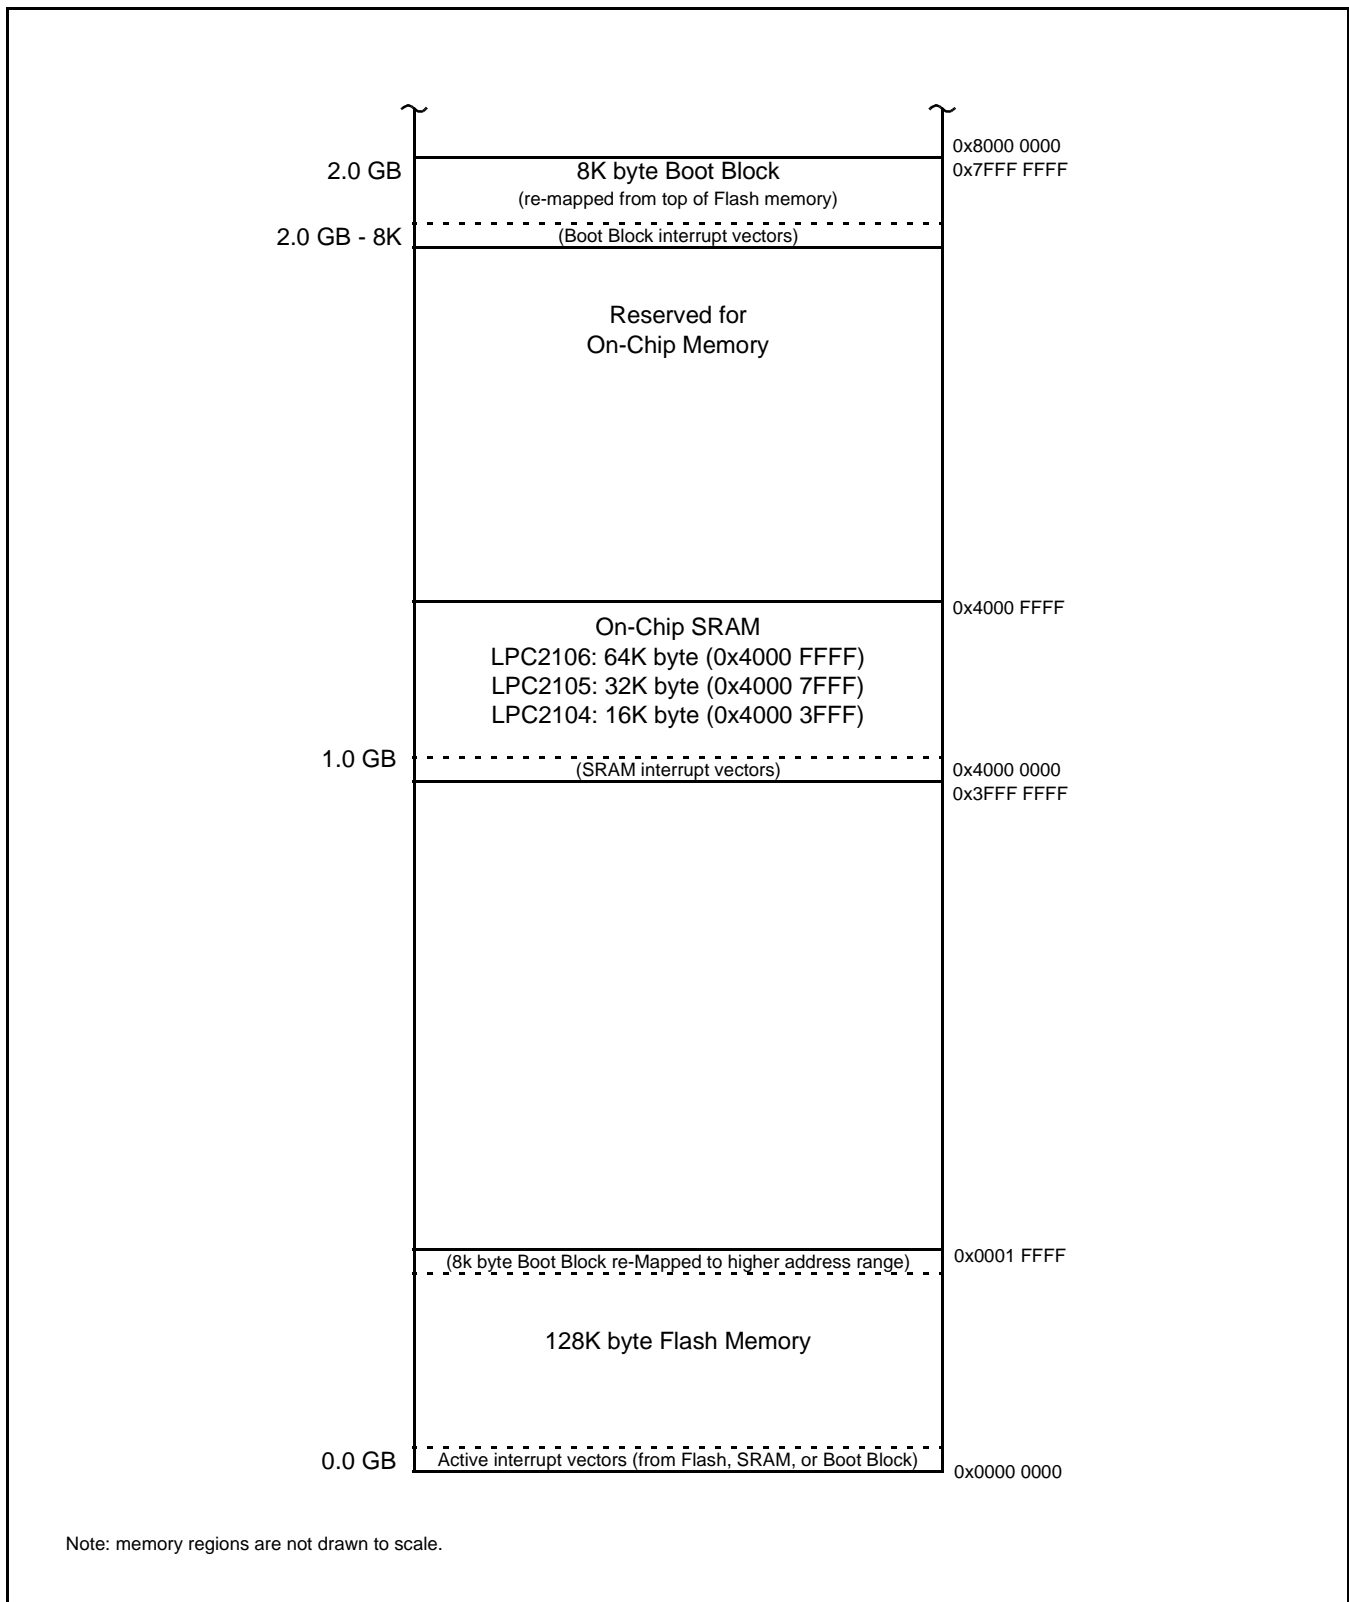 0x8000 0000
2.0 GB
8K byte Boot Block
0x7FFF FFFF
(re-mapped from top of Flash memory)
2.0 GB - 8K
(Boot Block interrupt vectors)
Reserved for
On-Chip Memory
0x4000 FFFF
On-Chip SRAM
LPC2106: 64K byte (0x4000 FFFF)
LPC2105: 32K byte (0x4000 7FFF)
LPC2104: 16K byte (0x4000 3FFF)
1.0 GB
(SRAM interrupt vectors)
0x4000 0000
0x3FFF FFFF
(8k byte Boot Block re-Mapped to higher address range)
0x0001 FFFF
128K byte Flash Memory
0.0 GB
Active interrupt vectors (from Flash, SRAM, or Boot Block)
0x0000 0000
Note: memory regions are not drawn to scale.